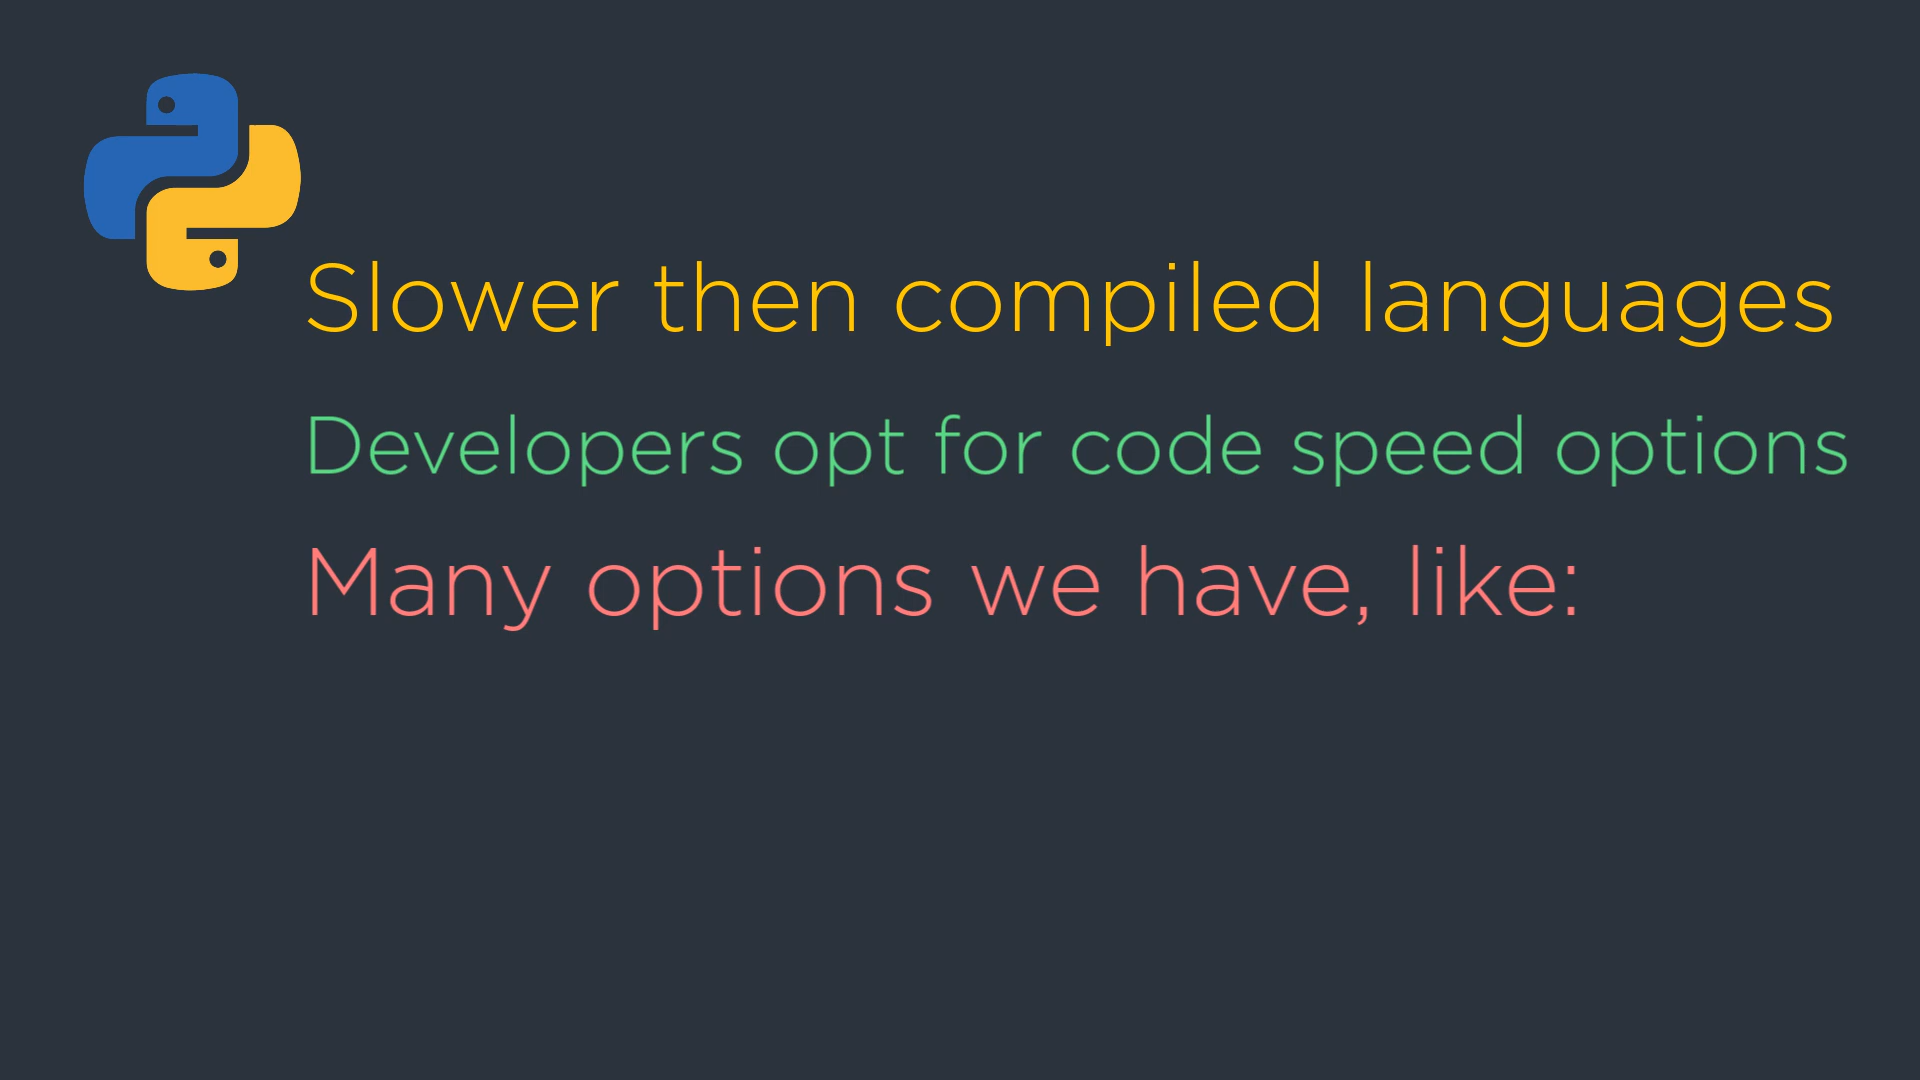 Slower then compiled languages
Developers opt for code speed options
Many options we have, like: